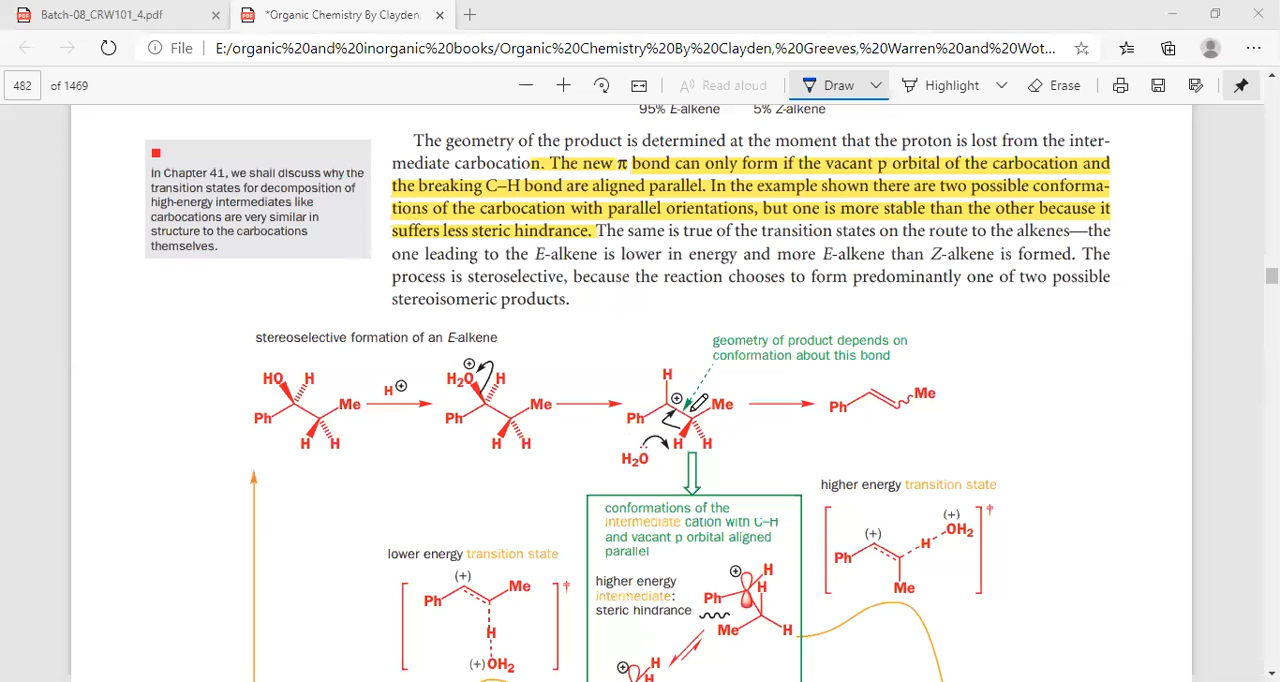 Batch-08_CRW101_4.pdf
*Organic Chemistry By Clayden,
File
E:/organic%20and%20inorganic%20books/Organic%20Chemistry%20By%20Clayden,%20Greeves,%20Warren%20and%20Wot...
482 of 1469
Read aloud
Draw
Highlight
Erase
95% E-alkene 5% Z-alkene
The geometry of the product is determined at the moment that the proton is lost from the inter-
mediate carbocation. The new π bond can only form if the vacant p orbital of the carbocation and
the breaking C–H bond are aligned parallel. In the example shown there are two possible conforma-
tions of the carbocation with parallel orientations, but one is more stable than the other because it
suffers less steric hindrance. The same is true of the transition states on the route to the alkenes—the
one leading to the E-alkene is lower in energy and more E-alkene than Z-alkene is formed. The
process is steroselective, because the reaction chooses to form predominantly one of two possible
stereoisomeric products.
In Chapter 41, we shall discuss why the
transition states for decomposition of
high-energy intermediates like
carbocations are very similar in
structure to the carbocations
themselves.
stereoselective formation of an E-alkene
geometry of product depends on
conformation about this bond
HO H
Ph Me
H H
H ⊕
⊕
H₂O H
Ph Me
H H
H
⊕
Ph Me
H H
H₂O
Ph Me
conformations of the
intermediate cation with C–H
and vacant p orbital aligned
parallel
higher energy
intermediate:
steric hindrance
⊕ H
H
Ph
Me H
⊕ H
H
lower energy transition state
(+)
Ph Me
H
(+) OH₂
‡
higher energy transition state
(+)
(+) OH₂
H
Ph
Me
‡